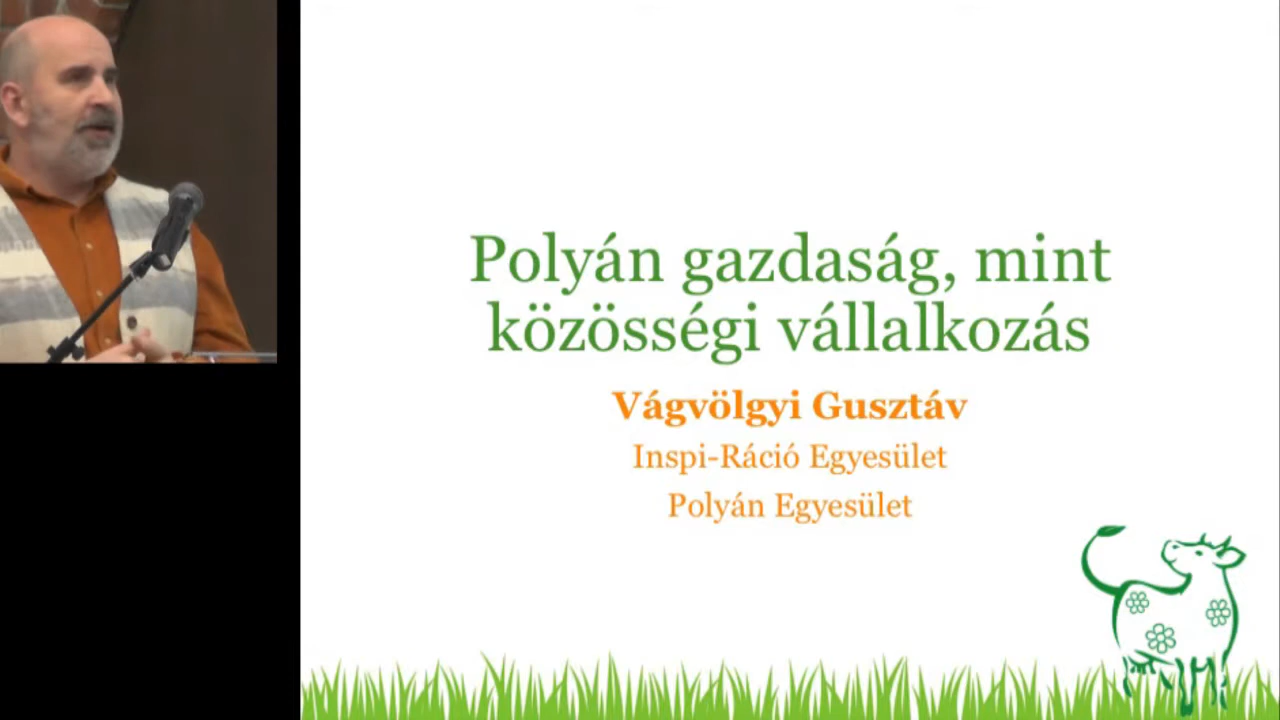 Polyán gazdaság, mint
közösségi vállalkozás
Vágvölgyi Gusztáv
Inspi-Ráció Egyesület
Polyán Egyesület